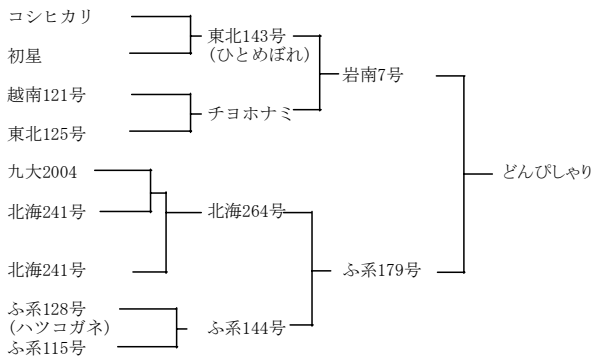 コシヒカリ
初星
東北143号
(ひとめぼれ)
越南121号
東北125号
チヨホナミ
岩南7号
九大2004
北海241号
北海241号
北海264号
ふ系128号
(ハツコガネ)
ふ系115号
ふ系144号
ふ系179号
どんぴしゃり